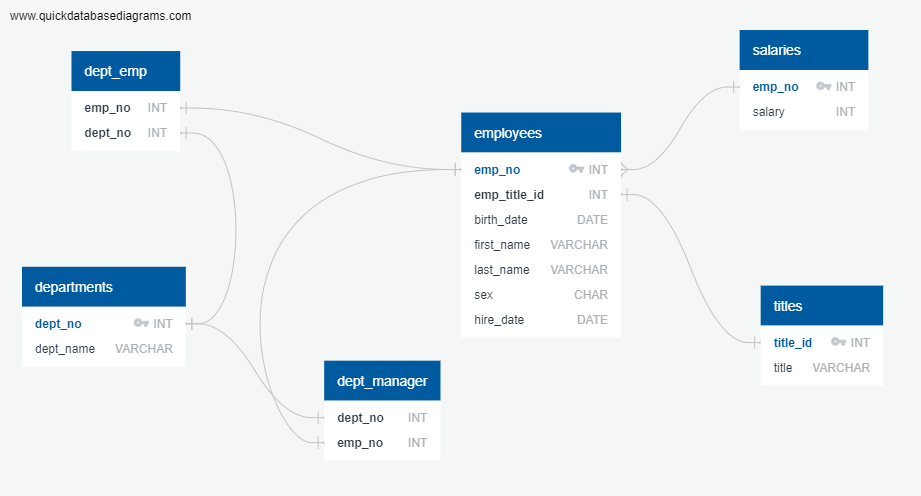 www.quickdatabasediagrams.com
dept_emp
emp_no INT
dept_no INT
departments
dept_no INT
dept_name VARCHAR
dept_manager
dept_no INT
emp_no INT
employees
emp_no INT
emp_title_id INT
birth_date DATE
first_name VARCHAR
last_name VARCHAR
sex CHAR
hire_date DATE
salaries
emp_no INT
salary INT
titles
title_id INT
title VARCHAR